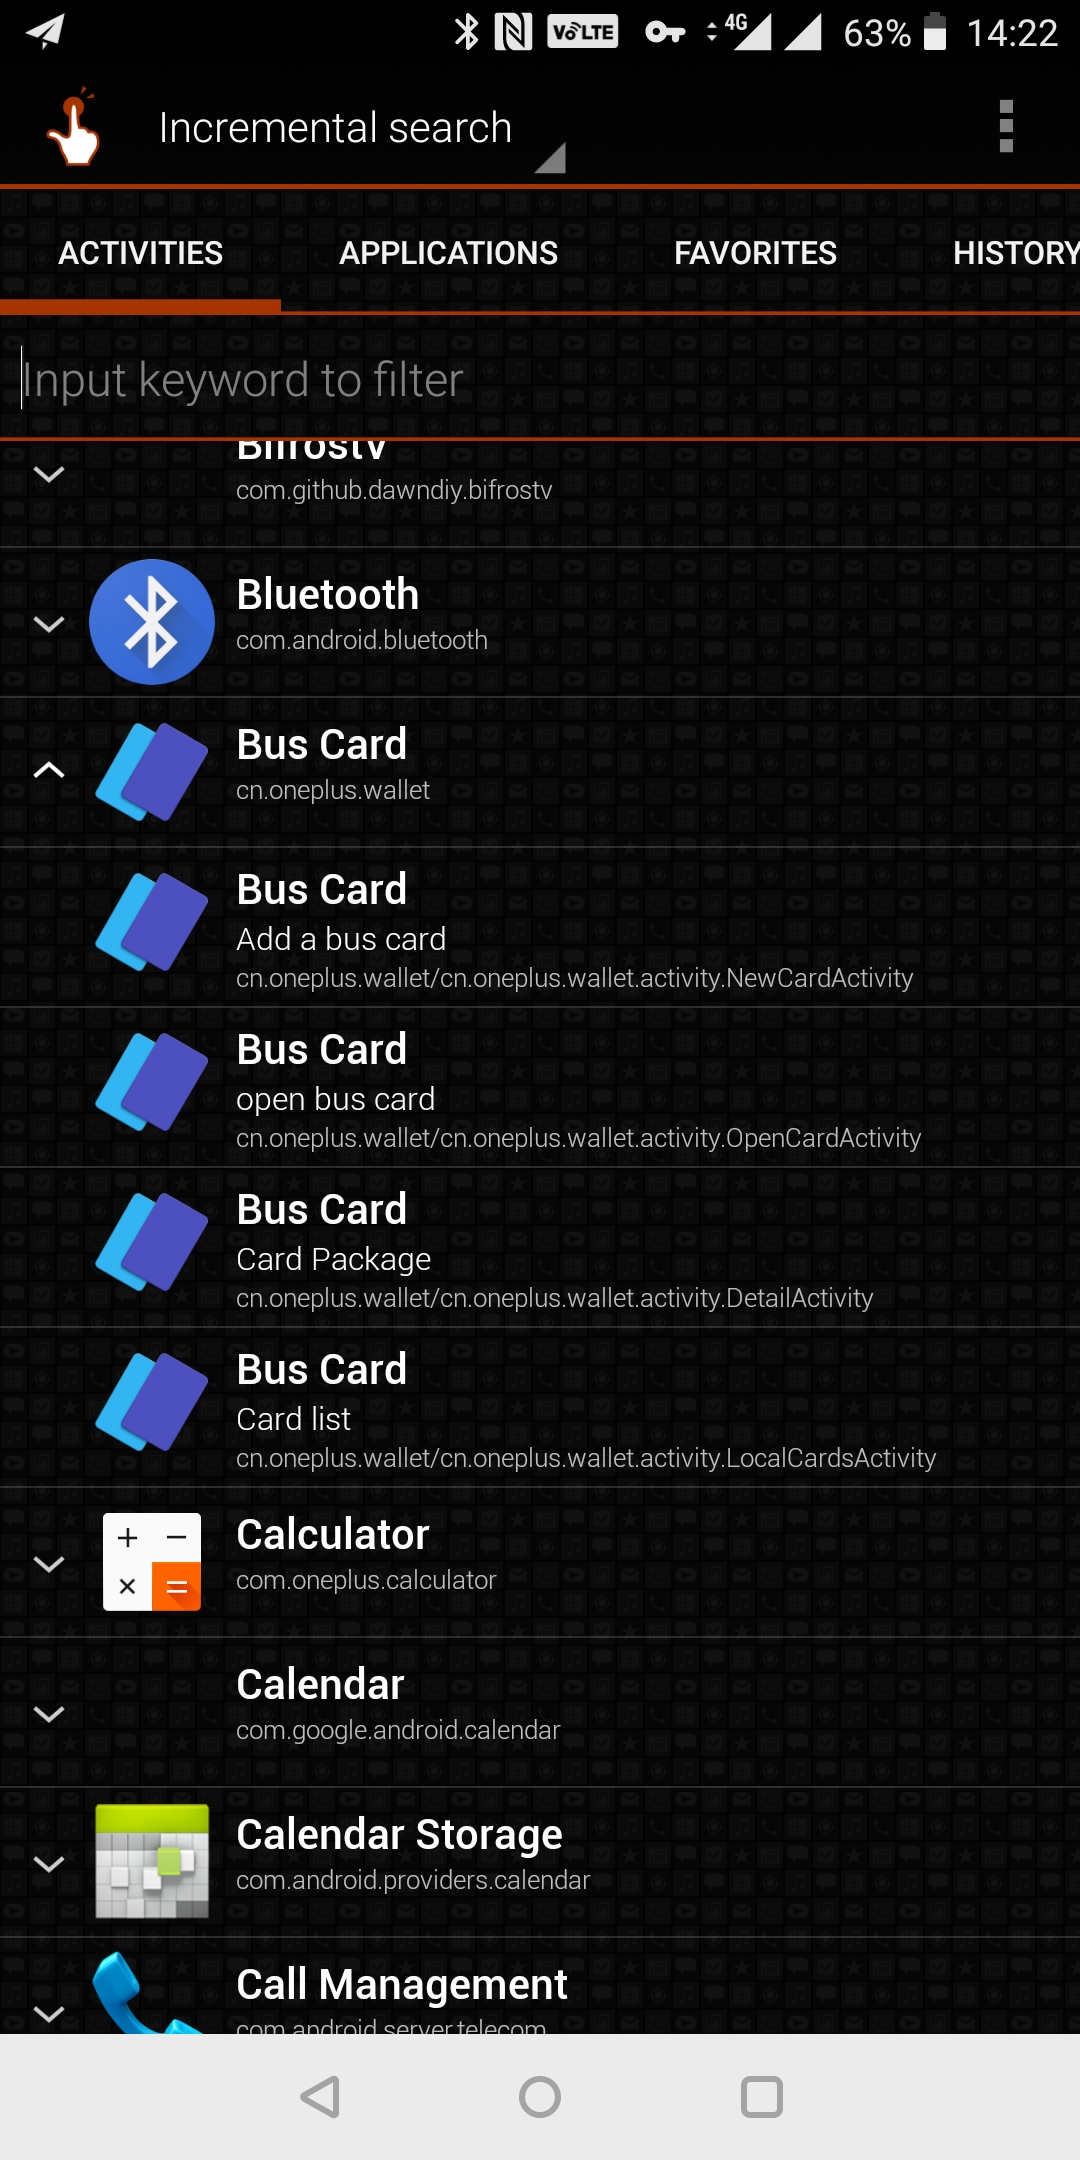 VoLTE 4G 63% 14:22
Incremental search
ACTIVITIES APPLICATIONS FAVORITES HISTORY
Input keyword to filter
BifrostV
com.github.dawndiy.bifrostv
Bluetooth
com.android.bluetooth
Bus Card
cn.oneplus.wallet
Bus Card
Add a bus card
cn.oneplus.wallet/cn.oneplus.wallet.activity.NewCardActivity
Bus Card
open bus card
cn.oneplus.wallet/cn.oneplus.wallet.activity.OpenCardActivity
Bus Card
Card Package
cn.oneplus.wallet/cn.oneplus.wallet.activity.DetailActivity
Bus Card
Card list
cn.oneplus.wallet/cn.oneplus.wallet.activity.LocalCardsActivity
Calculator
com.oneplus.calculator
Calendar
com.google.android.calendar
Calendar Storage
com.android.providers.calendar
Call Management
com.android.server.telecom